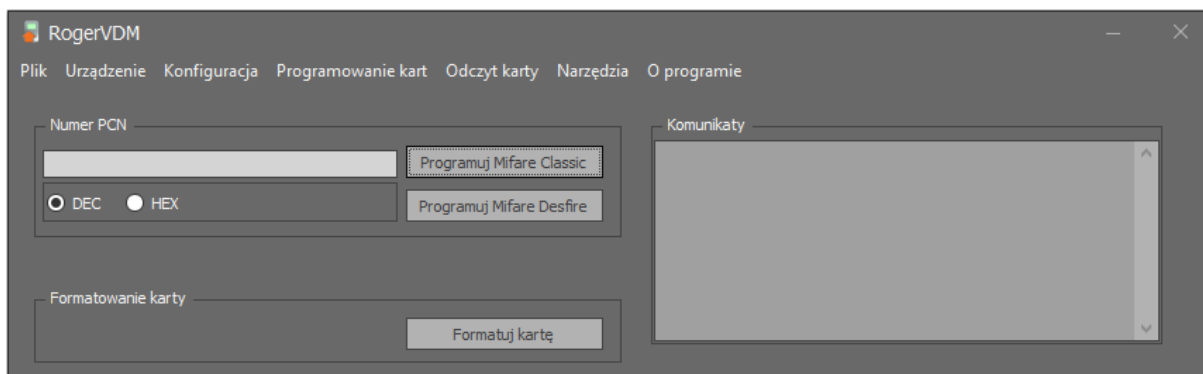 RogerVDM
Plik Urządzenie Konfiguracja Programowanie kart Odczyt karty Narzędzia O programie
Numer PCN
Programuj Mifare Classic
DEC HEX
Programuj Mifare Desfire
Formatowanie karty
Formatuj kartę
Komunikaty